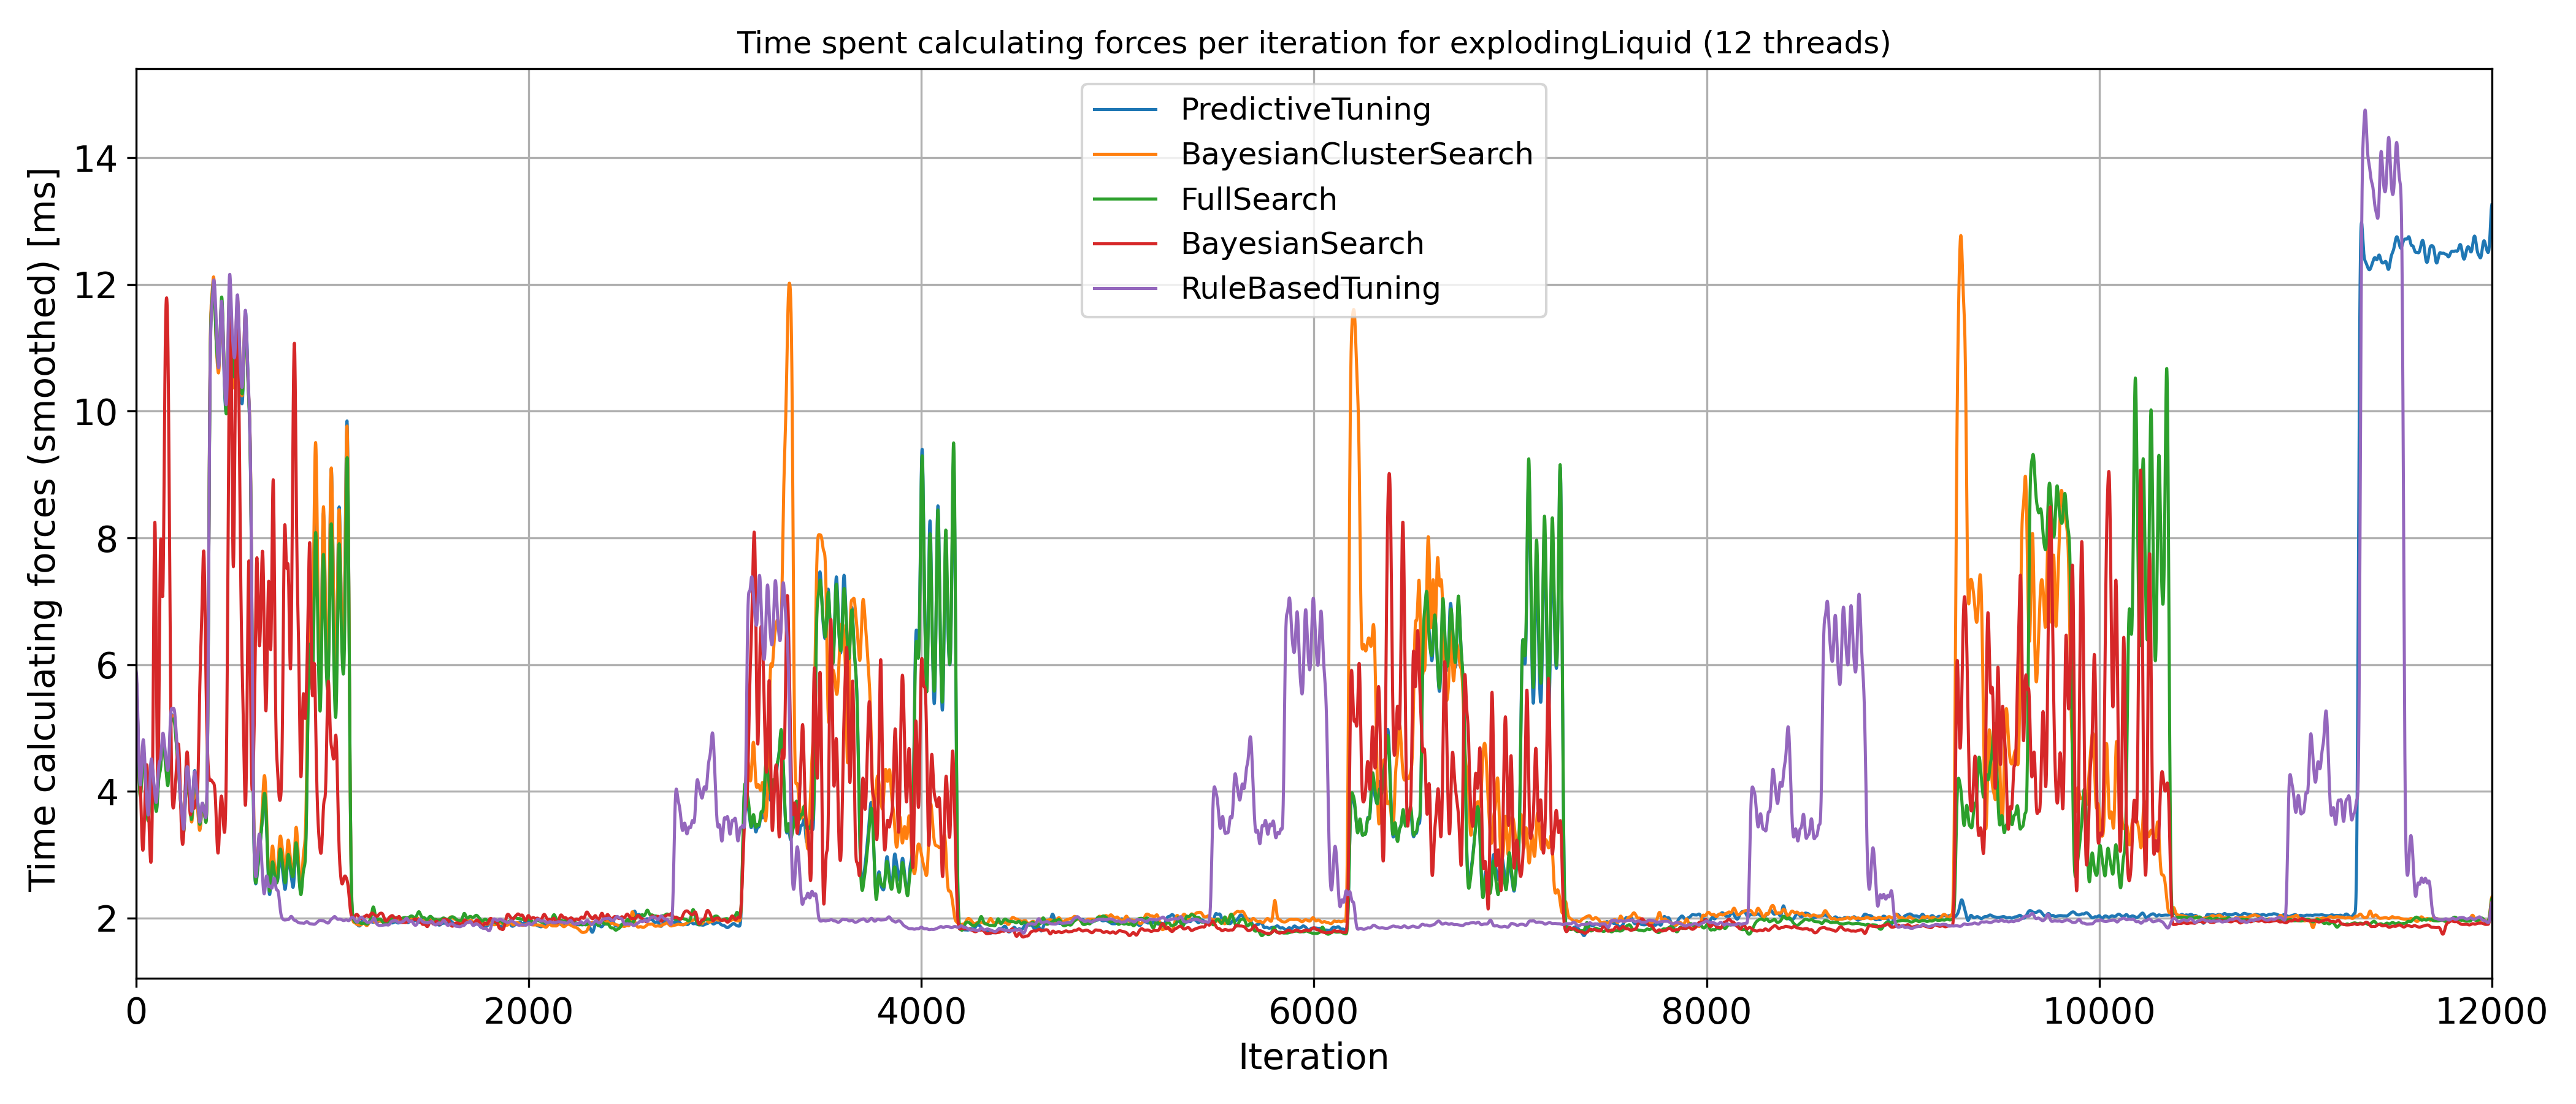 Time spent calculating forces per iteration for explodingLiquid (12 threads)
Time calculating forces (smoothed) [ms]
14
12
10
8
6
4
2
PredictiveTuning
BayesianClusterSearch
FullSearch
BayesianSearch
RuleBasedTuning
0 2000 4000 6000 8000 10000 12000
Iteration